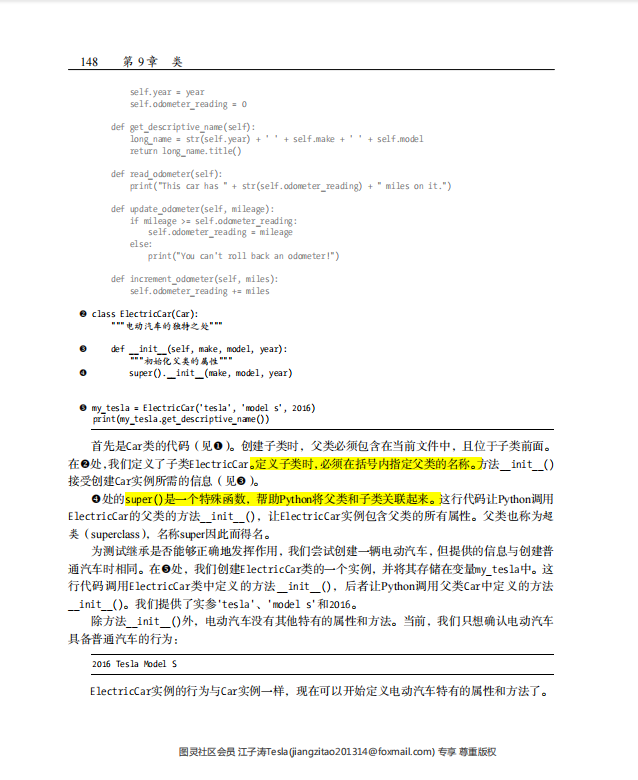 148 第 9 章 类
self.year = year
self.odometer_reading = 0
def get_descriptive_name(self):
long_name = str(self.year) + ' ' + self.make + ' ' + self.model
return long_name.title()
def read_odometer(self):
print("This car has " + str(self.odometer_reading) + " miles on it.")
def update_odometer(self, mileage):
if mileage >= self.odometer_reading:
self.odometer_reading = mileage
else:
print("You can't roll back an odometer!")
def increment_odometer(self, miles):
self.odometer_reading += miles
❷ class ElectricCar(Car):
"""电动汽车的独特之处"""
❸ def __init__(self, make, model, year):
"""初始化父类的属性"""
❹ super().__init__(make, model, year)
❺ my_tesla = ElectricCar('tesla', 'model s', 2016)
print(my_tesla.get_descriptive_name())
首先是Car类的代码（见❶）。创建子类时，父类必须包含在当前文件中，且位于子类前面。
在❷处，我们定义了子类ElectricCar。定义子类时，必须在括号内指定父类的名称。方法__init__()
接受创建Car实例所需的信息（见❸）。
❹处的super()是一个特殊函数，帮助Python将父类和子类关联起来。这行代码让Python调用
ElectricCar的父类的方法__init__()，让ElectricCar实例包含父类的所有属性。父类也称为超
类（superclass），名称super因此而得名。
为测试继承是否能够正确地发挥作用，我们尝试创建一辆电动汽车，但提供的信息与创建普
通汽车时相同。在❺处，我们创建ElectricCar类的一个实例，并将其存储在变量my_tesla中。这
行代码调用ElectricCar类中定义的方法__init__()，后者让Python调用父类Car中定义的方法
__init__()。我们提供了实参'tesla'、'model s'和2016。
除方法__init__()外，电动汽车没有其他特有的属性和方法。当前，我们只想确认电动汽车
具备普通汽车的行为：
2016 Tesla Model S
ElectricCar实例的行为与Car实例一样，现在可以开始定义电动汽车特有的属性和方法了。
图灵社区会员 江子涛Tesla(jiangzitao201314@foxmail.com) 专享 尊重版权